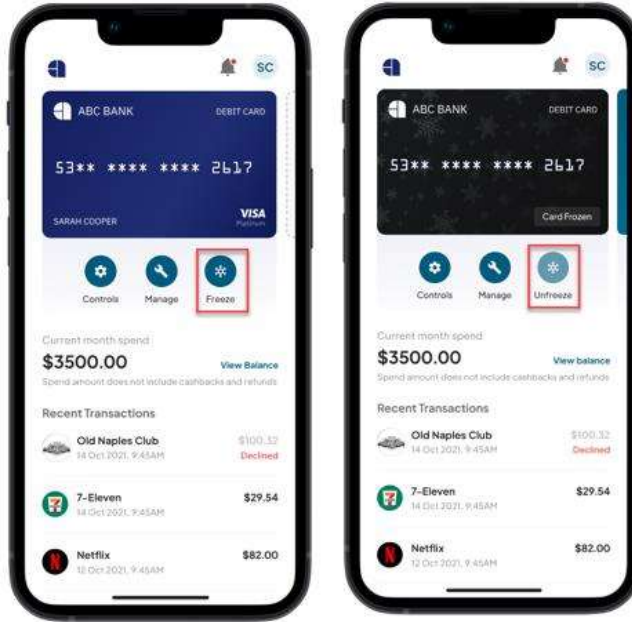 SC
ABC BANK DEBIT CARD
53** **** **** 2617
SARAH COOPER VISA
Platinum
Controls Manage Freeze
Current month spend
$3500.00 View Balance
Spend amount does not include cashbacks and refunds
Recent Transactions
Old Naples Club $100.32
14 Oct 2021, 9:45AM Declined
7-Eleven $29.54
14 Oct 2021, 9:45AM
Netflix $82.00
12 Oct 2021, 9:45AM
SC
ABC BANK DEBIT CARD
53** **** **** 2617
Card Frozen
Controls Manage Unfreeze
Current month spend
$3500.00 View balance
Spend amount does not include cashbacks and refunds
Recent Transactions
Old Naples Club $100.32
14 Oct 2021, 9:45AM Declined
7-Eleven $29.54
14 Oct 2021, 9:45AM
Netflix $82.00
12 Oct 2021, 9:45AM